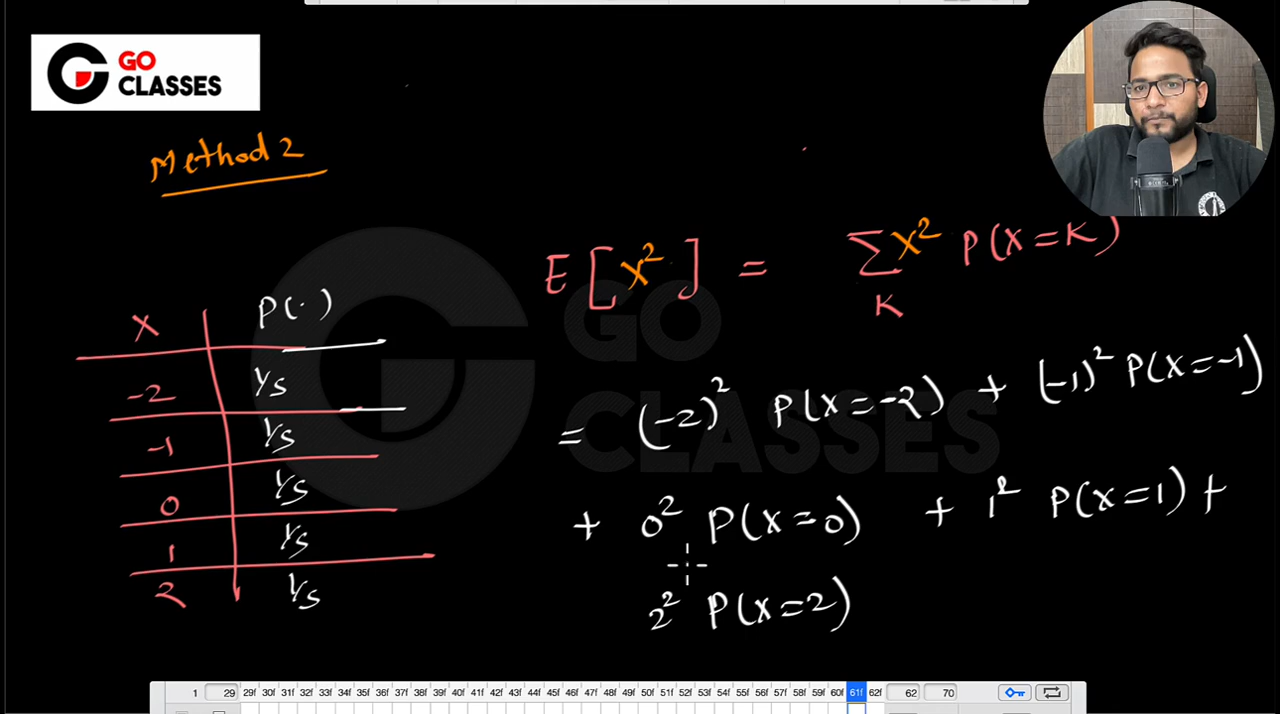 GO
CLASSES
Method 2
E[X²] = Σ X² P(X=K)
K
X P(·)
-2 1/5
-1 1/5
0 1/5
1 1/5
2 1/5
= (-2)² P(X=-2) + (-1)² P(X=-1)
+ 0² P(X=0) + 1² P(X=1) +
2² P(X=2)
GO
CLASSES
1 29 29f 30f 31f 32f 33f 34f 35f 36f 37f 38f 39f 40f 41f 42f 43f 44f 45f 46f 47f 48f 49f 50f 51f 52f 53f 54f 55f 56f 57f 58f 59f 60f 61f 62f 62 70